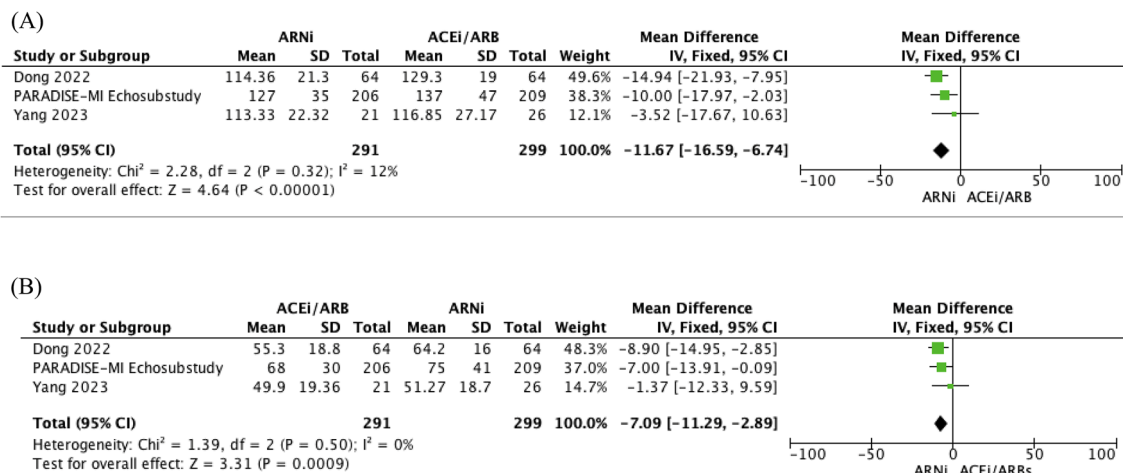 (A)
ARNi ACEi/ARB Mean Difference Mean Difference
Study or Subgroup Mean SD Total Mean SD Total Weight IV, Fixed, 95% CI IV, Fixed, 95% CI
Dong 2022 114.36 21.3 64 129.3 19 64 49.6% −14.94 [−21.93, −7.95]
PARADISE-MI Echosubstudy 127 35 206 137 47 209 38.3% −10.00 [−17.97, −2.03]
Yang 2023 113.33 22.32 21 116.85 27.17 26 12.1% −3.52 [−17.67, 10.63]
Total (95% CI) 291 299 100.0% −11.67 [−16.59, −6.74]
Heterogeneity: Chi² = 2.28, df = 2 (P = 0.32); I² = 12%
Test for overall effect: Z = 4.64 (P < 0.00001)
−100 −50 0 50 100
ARNi ACEi/ARB
(B)
ACEi/ARB ARNi Mean Difference Mean Difference
Study or Subgroup Mean SD Total Mean SD Total Weight IV, Fixed, 95% CI IV, Fixed, 95% CI
Dong 2022 55.3 18.8 64 64.2 16 64 48.3% −8.90 [−14.95, −2.85]
PARADISE-MI Echosubstudy 68 30 206 75 41 209 37.0% −7.00 [−13.91, −0.09]
Yang 2023 49.9 19.36 21 51.27 18.7 26 14.7% −1.37 [−12.33, 9.59]
Total (95% CI) 291 299 100.0% −7.09 [−11.29, −2.89]
Heterogeneity: Chi² = 1.39, df = 2 (P = 0.50); I² = 0%
Test for overall effect: Z = 3.31 (P = 0.0009)
−100 −50 0 50 100
ARNi ACEi/ARBs